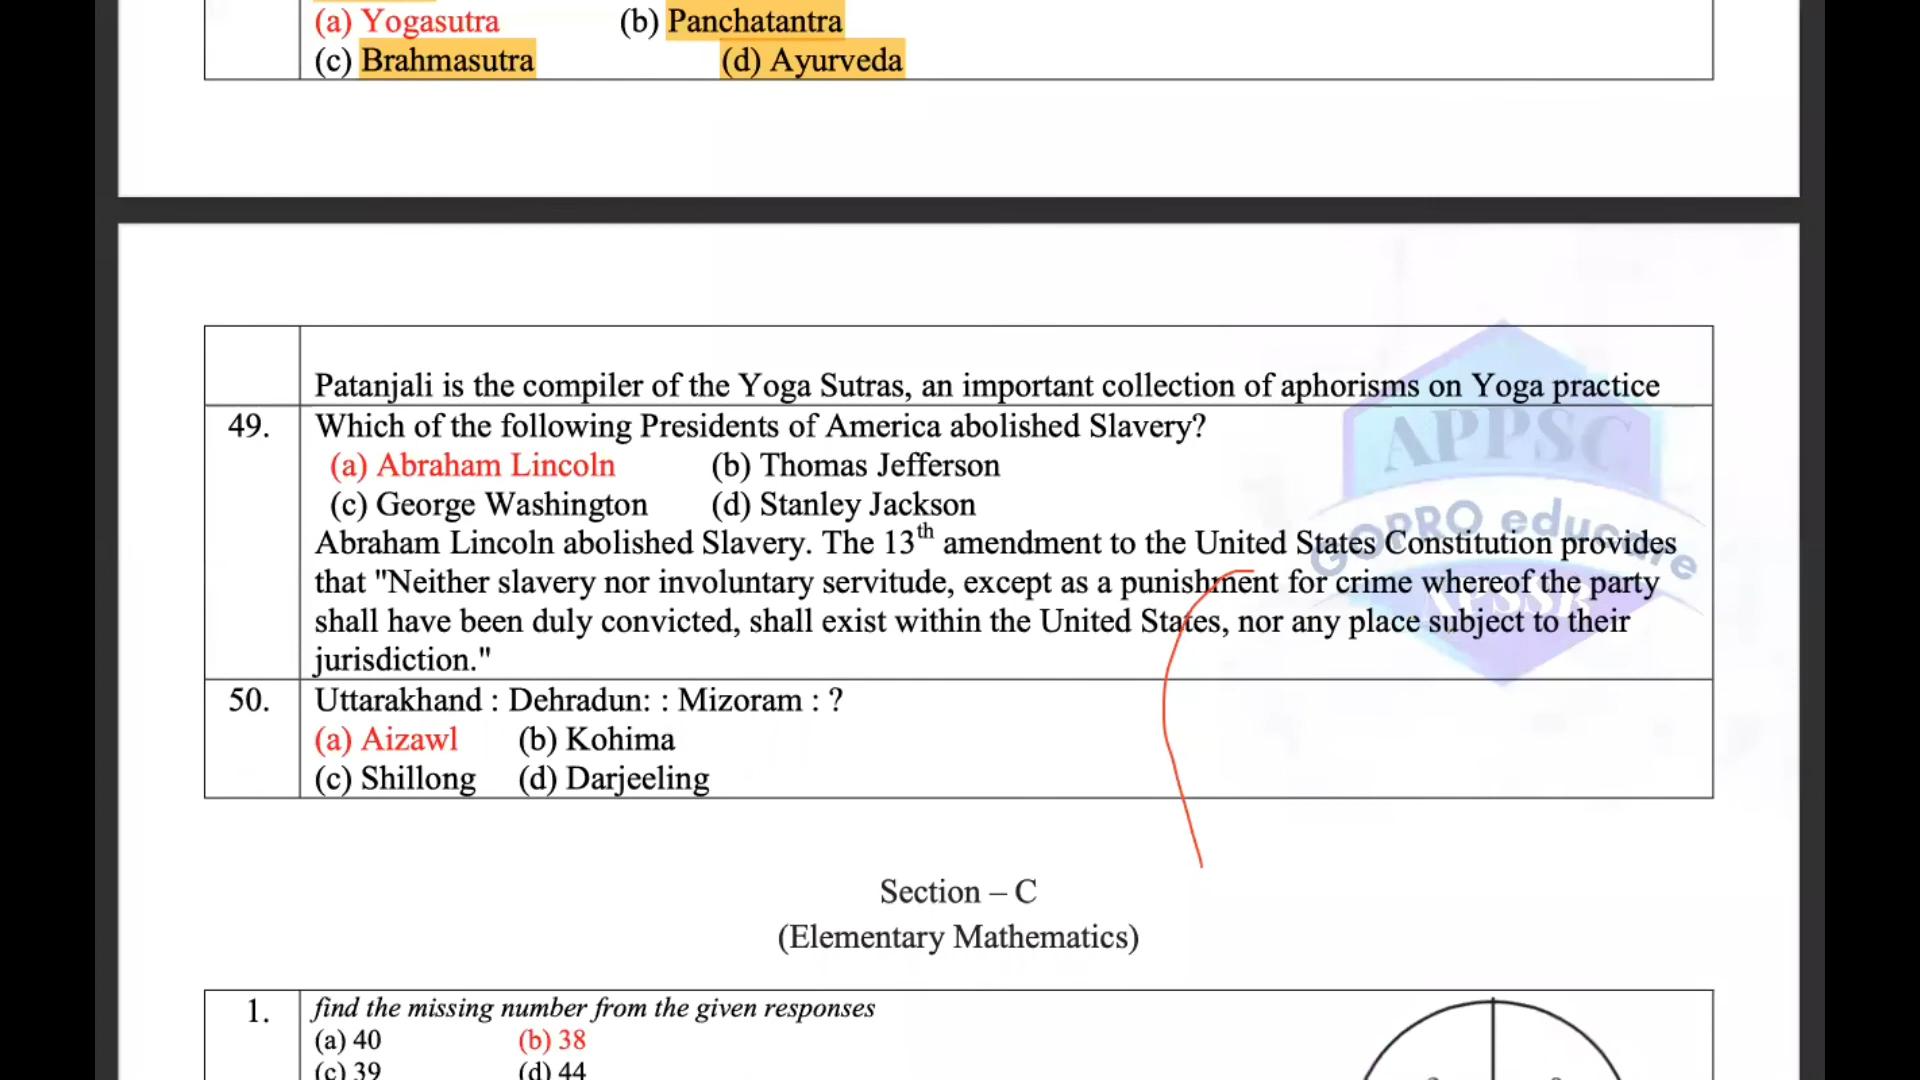 (a) Yogasutra (b) Panchatantra
(c) Brahmasutra (d) Ayurveda
Patanjali is the compiler of the Yoga Sutras, an important collection of aphorisms on Yoga practice
49. Which of the following Presidents of America abolished Slavery?
(a) Abraham Lincoln (b) Thomas Jefferson
(c) George Washington (d) Stanley Jackson
Abraham Lincoln abolished Slavery. The 13th amendment to the United States Constitution provides
that "Neither slavery nor involuntary servitude, except as a punishment for crime whereof the party
shall have been duly convicted, shall exist within the United States, nor any place subject to their
jurisdiction."
50. Uttarakhand : Dehradun: : Mizoram : ?
(a) Aizawl (b) Kohima
(c) Shillong (d) Darjeeling
APPSC
GOPRO educare
APSSB
Section – C
(Elementary Mathematics)
1. find the missing number from the given responses
(a) 40 (b) 38
(c) 39 (d) 44